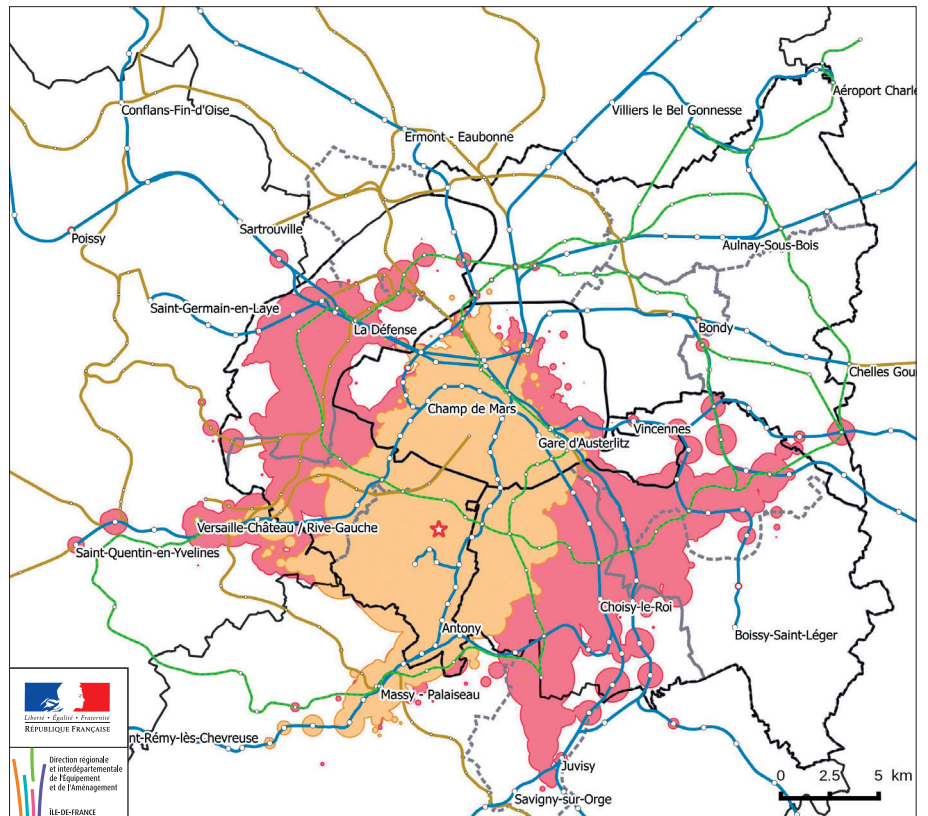 Conflans-Fin-d'Oise
Aéroport Charle
Villiers le Bel Gonnesse
Ermont - Eaubonne
Sartrouville
Poissy
Aulnay-Sous-Bois
Saint-Germain-en-Laye
La Défense
Bondy
Chelles Gou
Champ de Mars
Vincennes
Gare d'Austerlitz
Versaille-Château / Rive-Gauche
Saint-Quentin-en-Yvelines
Choisy-le-Roi
Antony
Boissy-Saint-Léger
Massy - Palaiseau
nt-Rémy-lès-Chevreuse
Juvisy
Savigny-sur-Orge
0 2.5 5 km
Liberté • Égalité • Fraternité
RÉPUBLIQUE FRANÇAISE
Direction régionale
et interdépartementale
de l'Équipement
et de l'Aménagement
ÎLE-DE-FRANCE